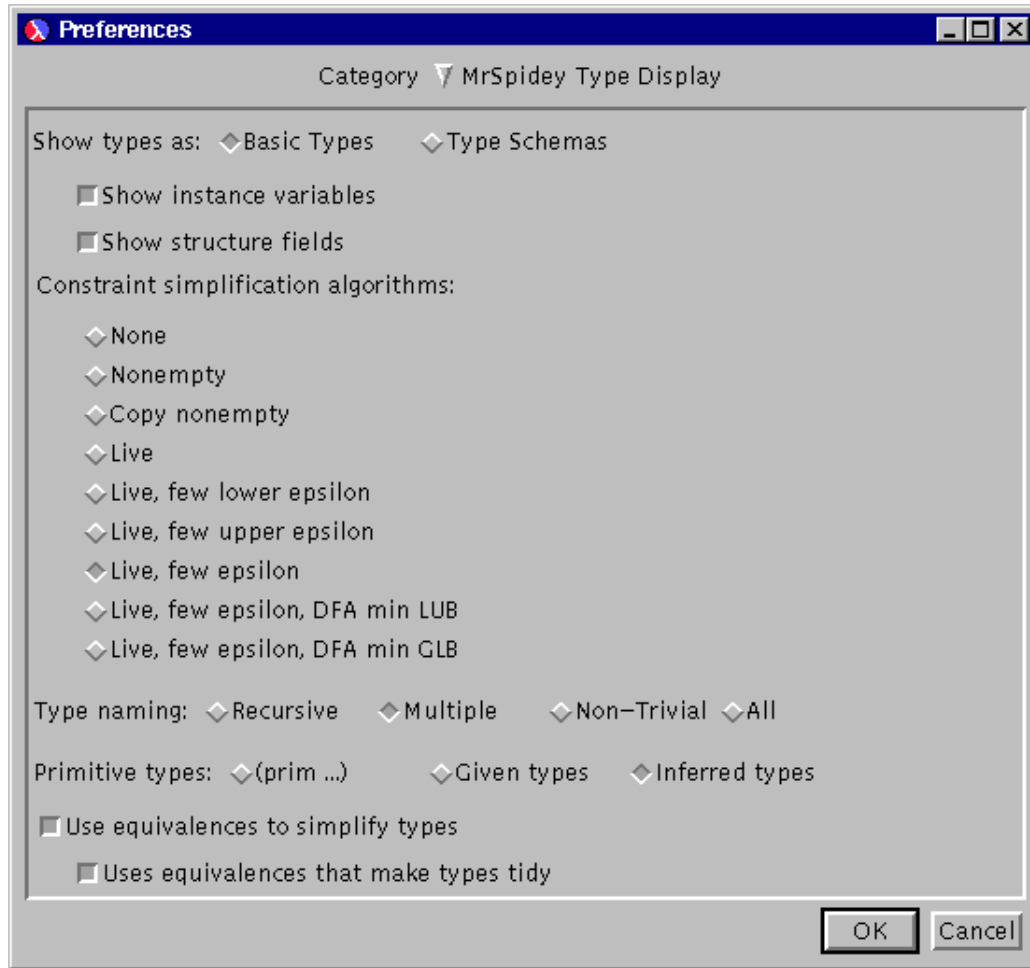 Preferences
Category MrSpidey Type Display
Show types as: Basic Types Type Schemas
Show instance variables
Show structure fields
Constraint simplification algorithms:
None
Nonempty
Copy nonempty
Live
Live, few lower epsilon
Live, few upper epsilon
Live, few epsilon
Live, few epsilon, DFA min LUB
Live, few epsilon, DFA min GLB
Type naming: Recursive Multiple Non-Trivial All
Primitive types: (prim ...) Given types Inferred types
Use equivalences to simplify types
Uses equivalences that make types tidy
OK Cancel